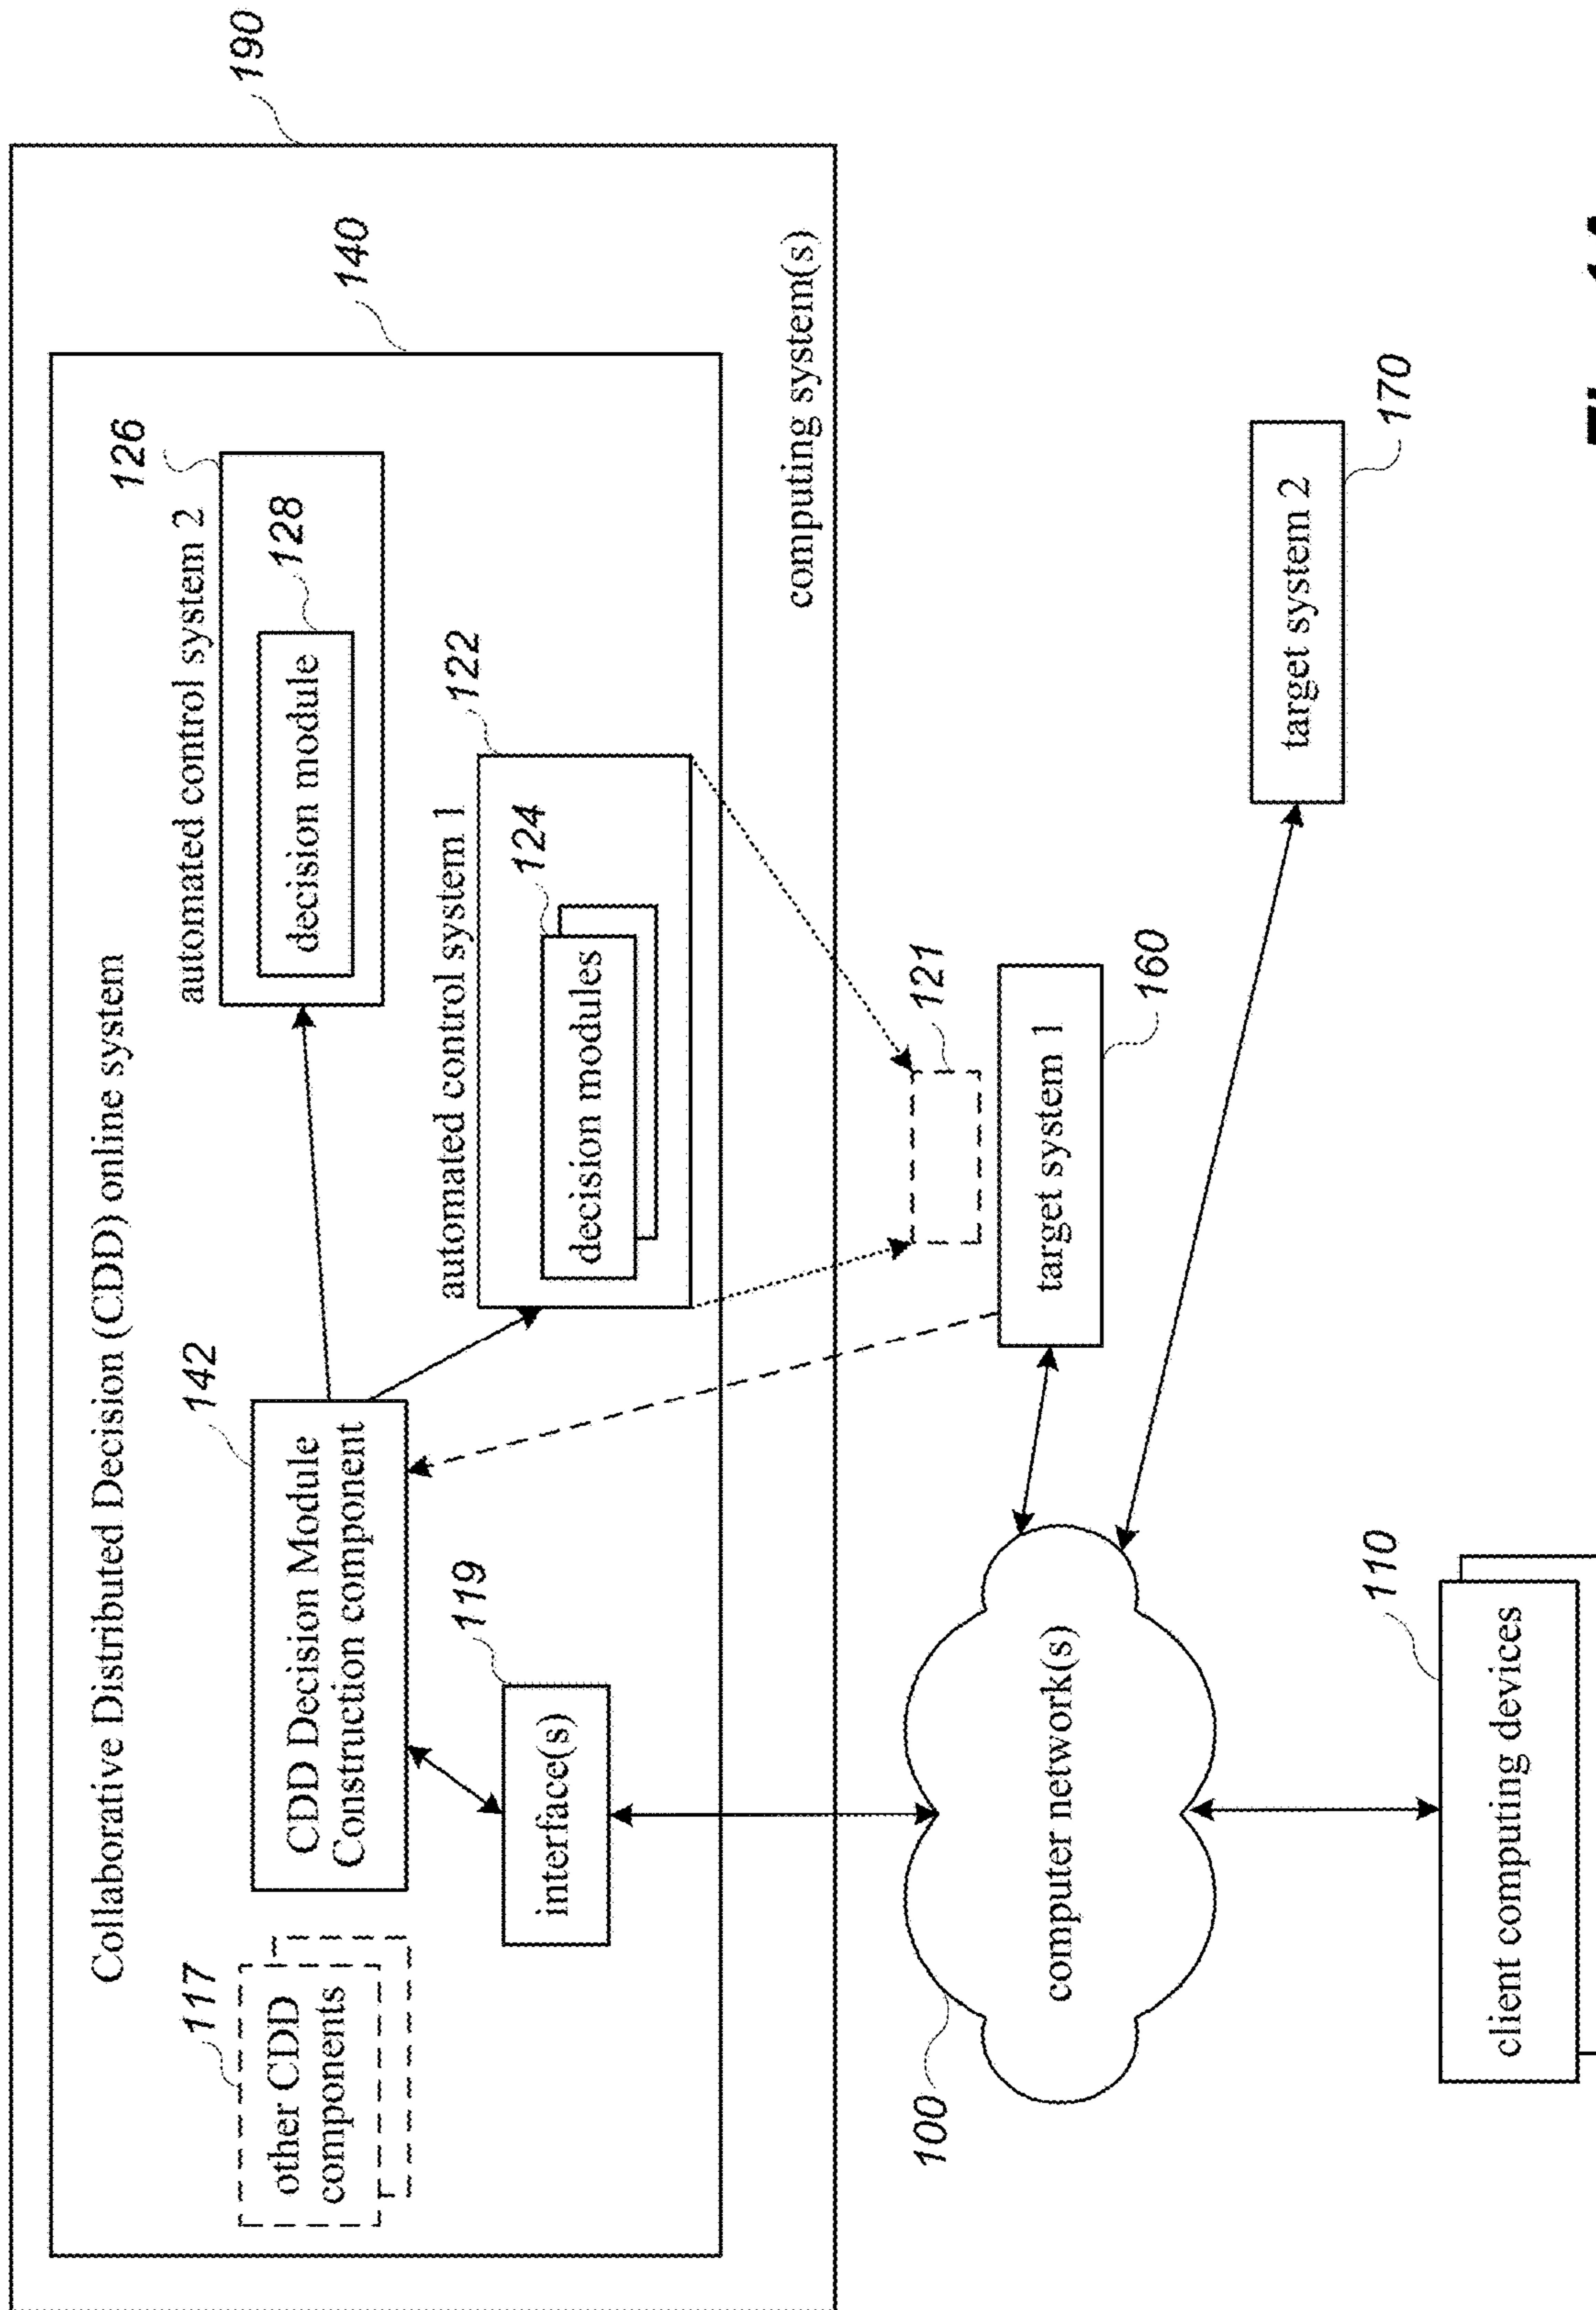 190
Collaborative Distributed Decision (CDD) online system
140
117
other CDD
components
142
CDD Decision Module
Construction component
automated control system 2
126
decision module
128
119
interface(s)
automated control system 1
122
decision modules
124
computing system(s)
121
100
computer network(s)
target system 1
160
target system 2
170
110
client computing devices